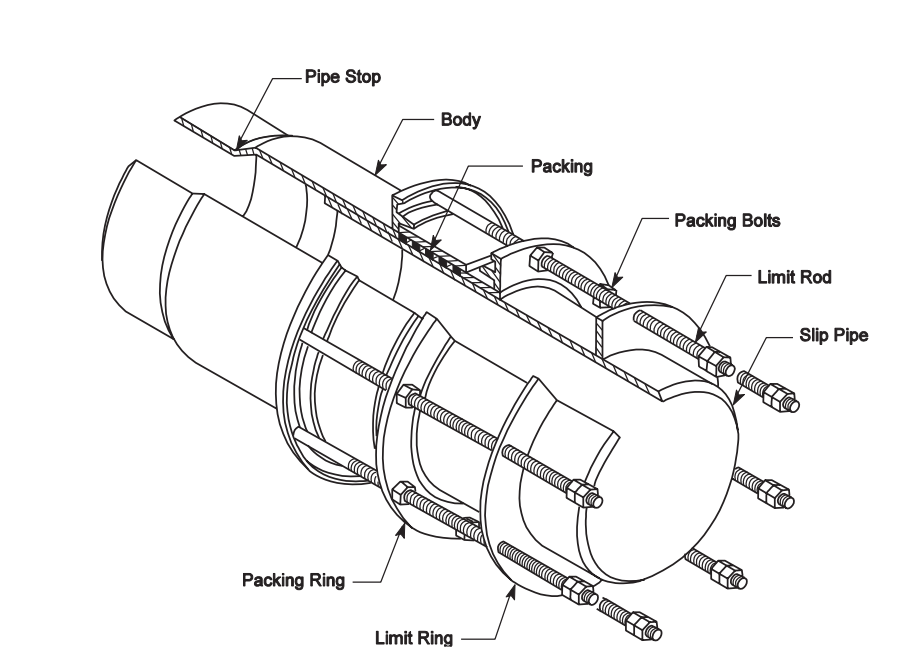 Pipe Stop
Body
Packing
Packing Bolts
Limit Rod
Slip Pipe
Packing Ring
Limit Ring